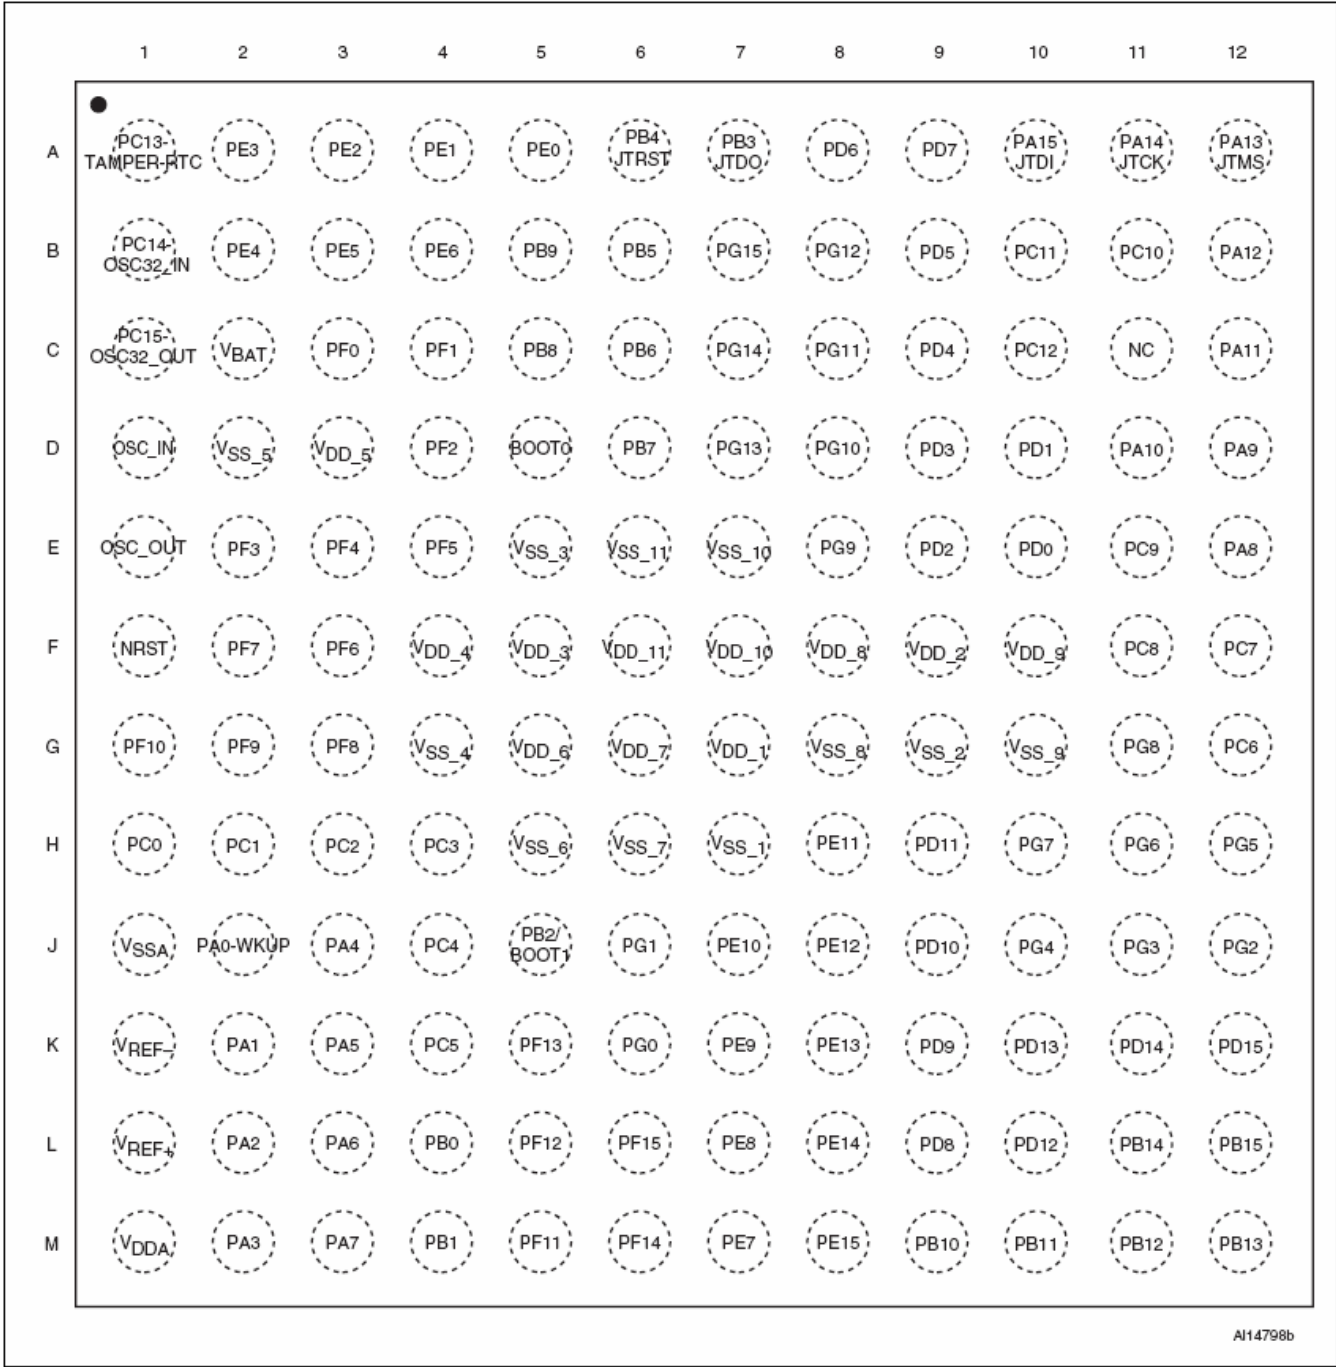 1 2 3 4 5 6 7 8 9 10 11 12
A PC13-TAMPER-RTC PE3 PE2 PE1 PE0 PB4 JTRST PB3 JTDO PD6 PD7 PA15 JTDI PA14 JTCK PA13 JTMS
B PC14-OSC32_IN PE4 PE5 PE6 PB9 PB5 PG15 PG12 PD5 PC11 PC10 PA12
C PC15-OSC32_OUT VBAT PF0 PF1 PB8 PB6 PG14 PG11 PD4 PC12 NC PA11
D OSC_IN VSS_5 VDD_5 PF2 BOOT0 PB7 PG13 PG10 PD3 PD1 PA10 PA9
E OSC_OUT PF3 PF4 PF5 VSS_3 VSS_11 VSS_10 PG9 PD2 PD0 PC9 PA8
F NRST PF7 PF6 VDD_4 VDD_3 VDD_11 VDD_10 VDD_8 VDD_2 VDD_9 PC8 PC7
G PF10 PF9 PF8 VSS_4 VDD_6 VDD_7 VDD_1 VSS_8 VSS_2 VSS_9 PG8 PC6
H PC0 PC1 PC2 PC3 VSS_6 VSS_7 VSS_1 PE11 PD11 PG7 PG6 PG5
J VSSA PA0-WKUP PA4 PC4 PB2/BOOT1 PG1 PE10 PE12 PD10 PG4 PG3 PG2
K VREF– PA1 PA5 PC5 PF13 PG0 PE9 PE13 PD9 PD13 PD14 PD15
L VREF+ PA2 PA6 PB0 PF12 PF15 PE8 PE14 PD8 PD12 PB14 PB15
M VDDA PA3 PA7 PB1 PF11 PF14 PE7 PE15 PB10 PB11 PB12 PB13
AI14798b